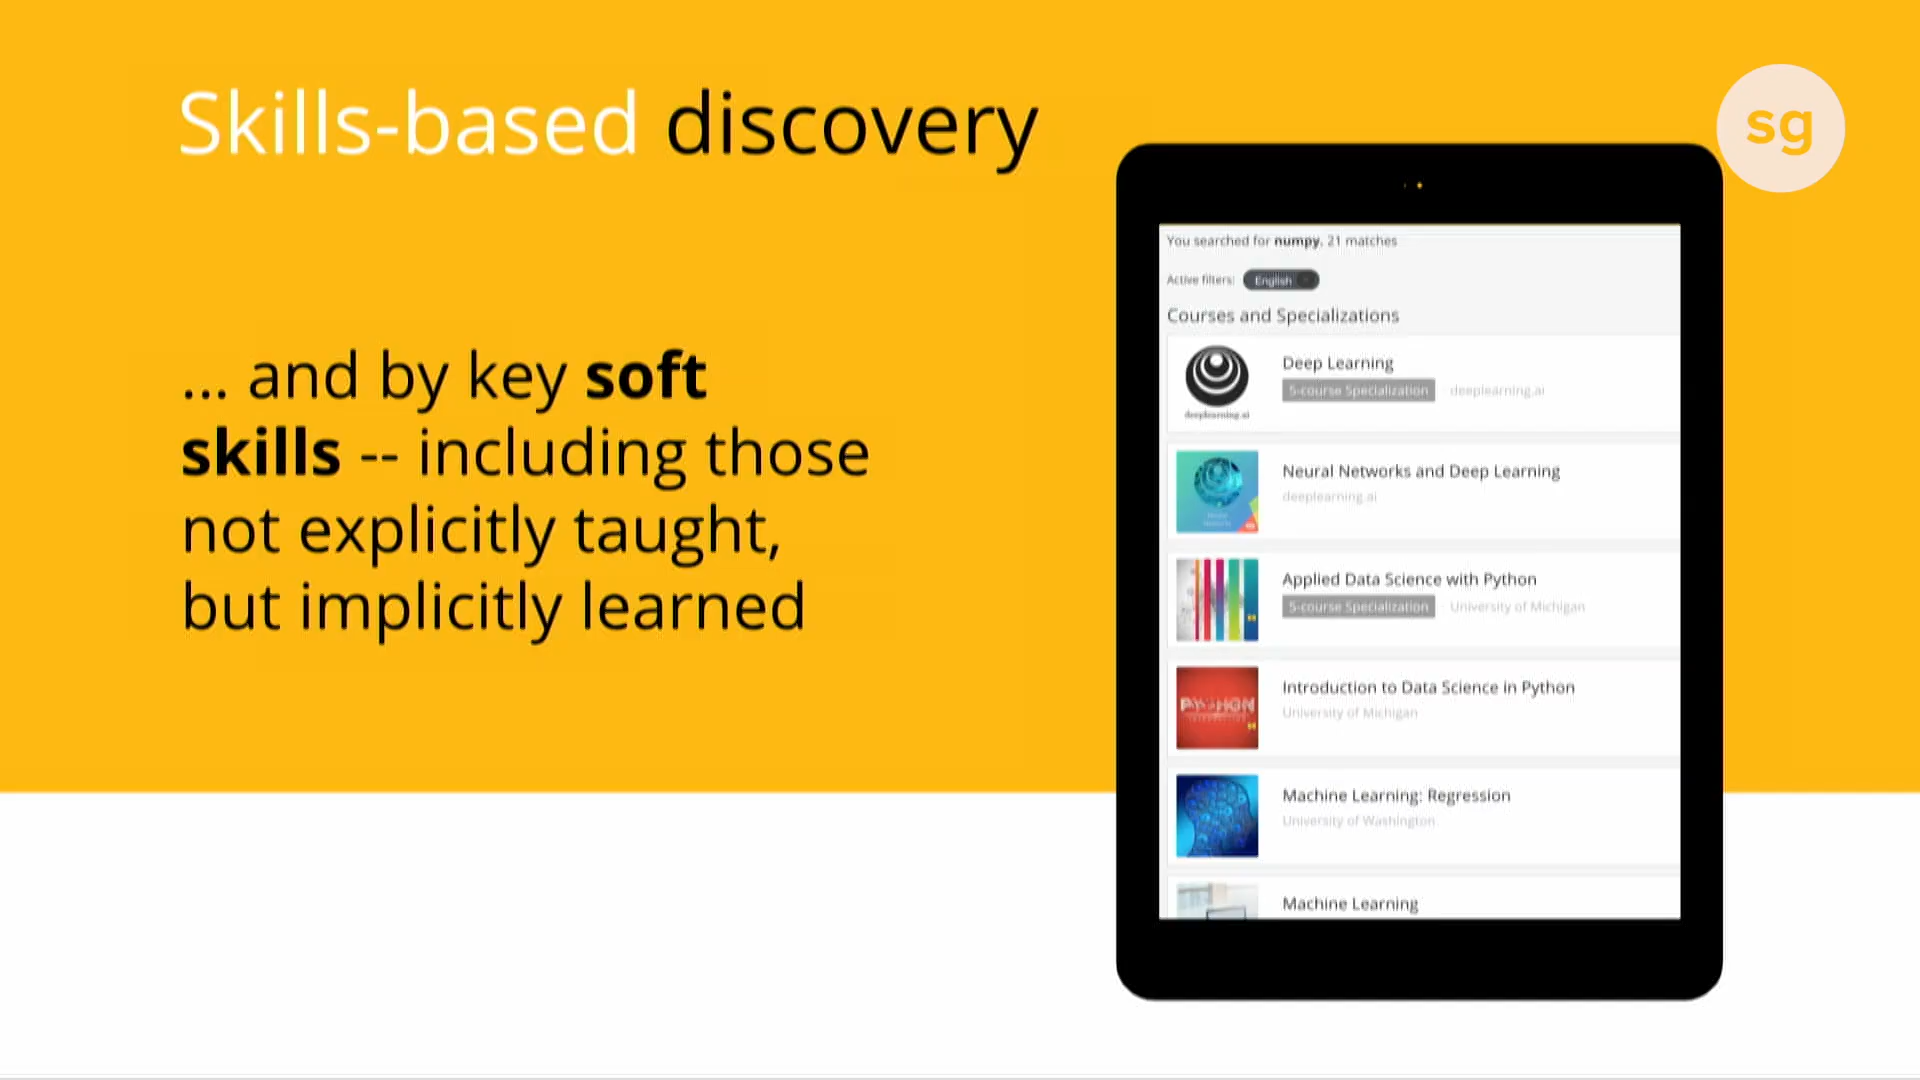 Skills-based discovery
sg
... and by key soft
skills -- including those
not explicitly taught,
but implicitly learned
You searched for numpy. 21 matches
Active filters: English
Courses and Specializations
deeplearning.ai
Deep Learning
5-course Specialization deeplearning.ai
Neural Networks and Deep Learning
deeplearning.ai
Applied Data Science with Python
5-course Specialization University of Michigan
PYTHON
Introduction to Data Science in Python
University of Michigan
Machine Learning: Regression
University of Washington
Machine Learning